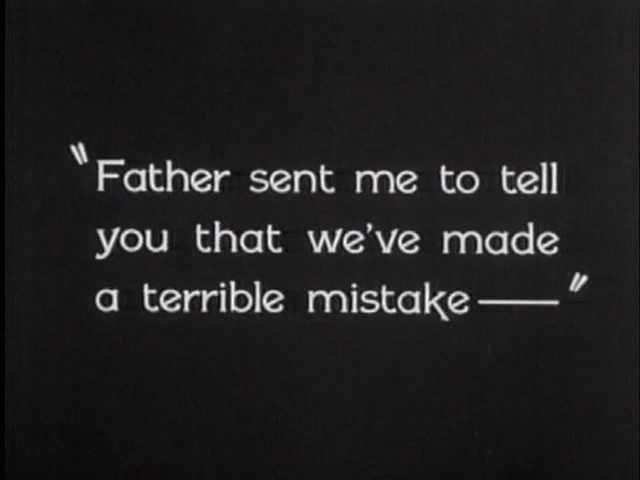 "Father sent me to tell
you that we've made
a terrible mistake——"